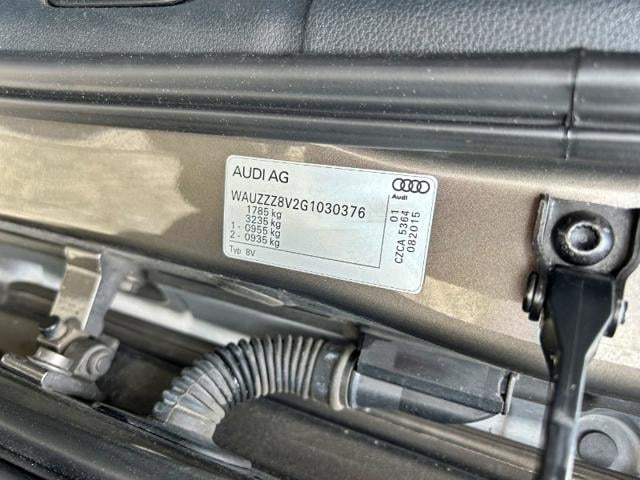 AUDI AG
Audi
WAUZZZ8V2G1030376
1785 kg
3235 kg
1 - 0955 kg
2 - 0935 kg
Typ 8V
01
CZCA 5364
082015